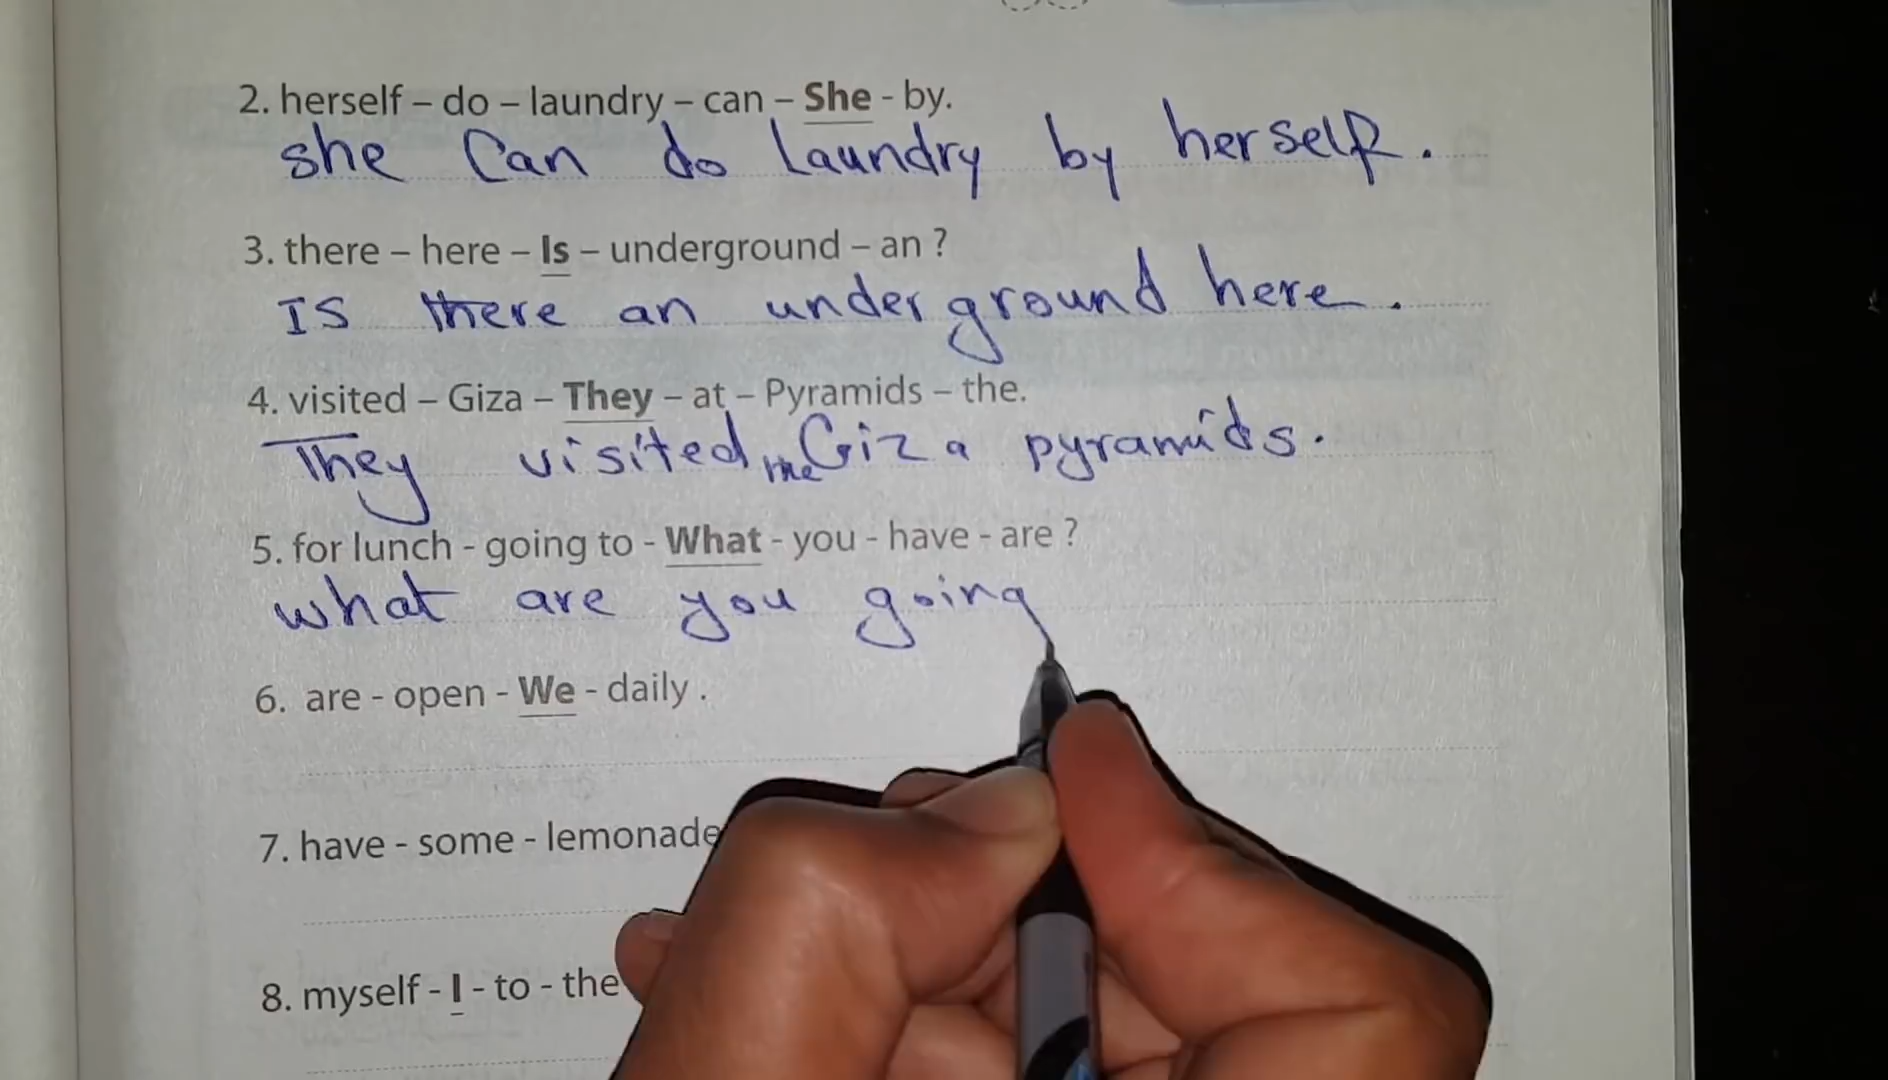 2. herself – do – laundry – can – She - by.
she Can do Laundry by herself.
3. there – here – Is – underground – an ?
IS there an underground here.
4. visited – Giza – They – at – Pyramids – the.
They visited the Giza pyramids.
5. for lunch - going to - What - you - have - are ?
what are you going
6. are - open - We - daily .
7. have - some - lemonade
8. myself - I - to - the